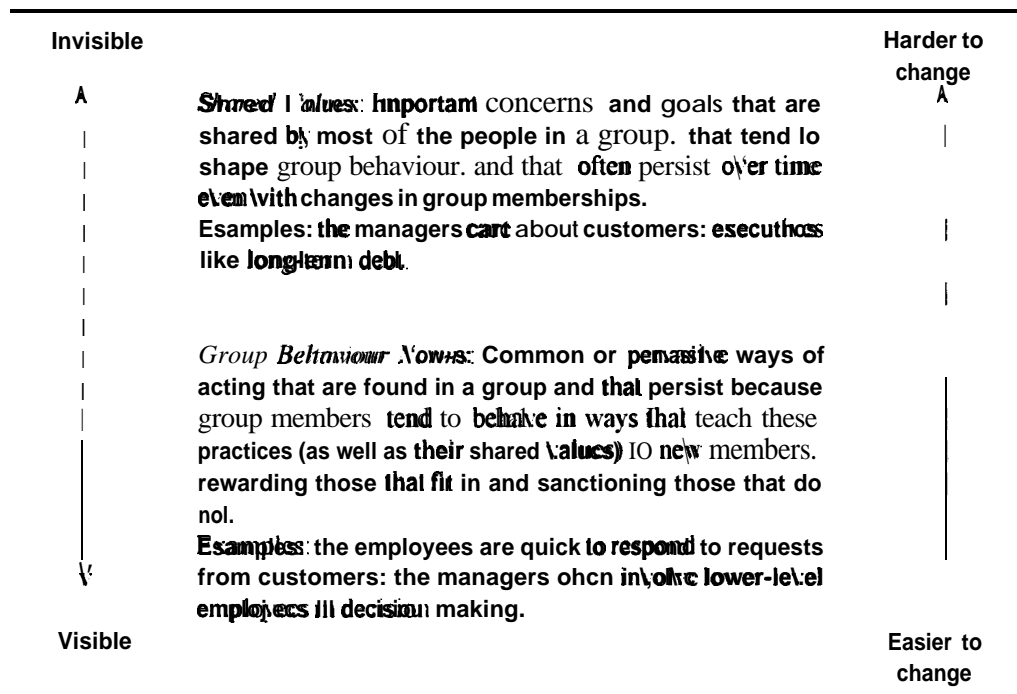 Invisible
Harder to
change
Shared Values: Important concerns and goals that are
shared by most of the people in a group. that tend lo
shape group behaviour. and that often persist over time
even with changes in group memberships.
Esamples: the managers care about customers: executives
like long-term debt.
Group Behaviour Norms: Common or pervasive ways of
acting that are found in a group and that persist because
group members tend to behave in ways that teach these
practices (as well as their shared values) IO new members.
rewarding those that fit in and sanctioning those that do
nol.
Examples: the employees are quick to respond to requests
from customers: the managers ohcn involve lower-level
employees III decision making.
Visible
Easier to
change